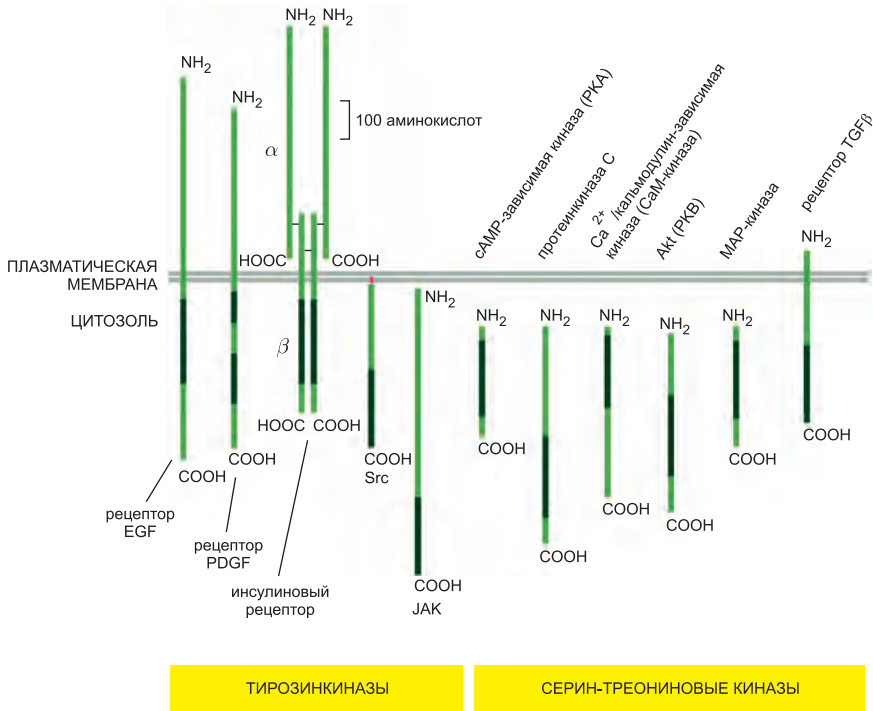 NH2 NH2
NH2
NH2
100 аминокислот
α
cAMP-зависимая киназа (PKA)
протеинкиназа C
Ca2+/кальмодулин-зависимая
киназа (CaM-киназа)
Akt (PKB)
MAP-киназа
рецептор TGFβ
NH2
HOOC COOH
ПЛАЗМАТИЧЕСКАЯ
МЕМБРАНА
ЦИТОЗОЛЬ
NH2
NH2 NH2 NH2 NH2 NH2
β
HOOC COOH
COOH
COOH
COOH
COOH
COOH
COOH
Src
COOH
COOH
COOH
COOH
COOH
JAK
рецептор
EGF
рецептор
PDGF
инсулиновый
рецептор
ТИРОЗИНКИНАЗЫ
СЕРИН-ТРЕОНИНОВЫЕ КИНАЗЫ